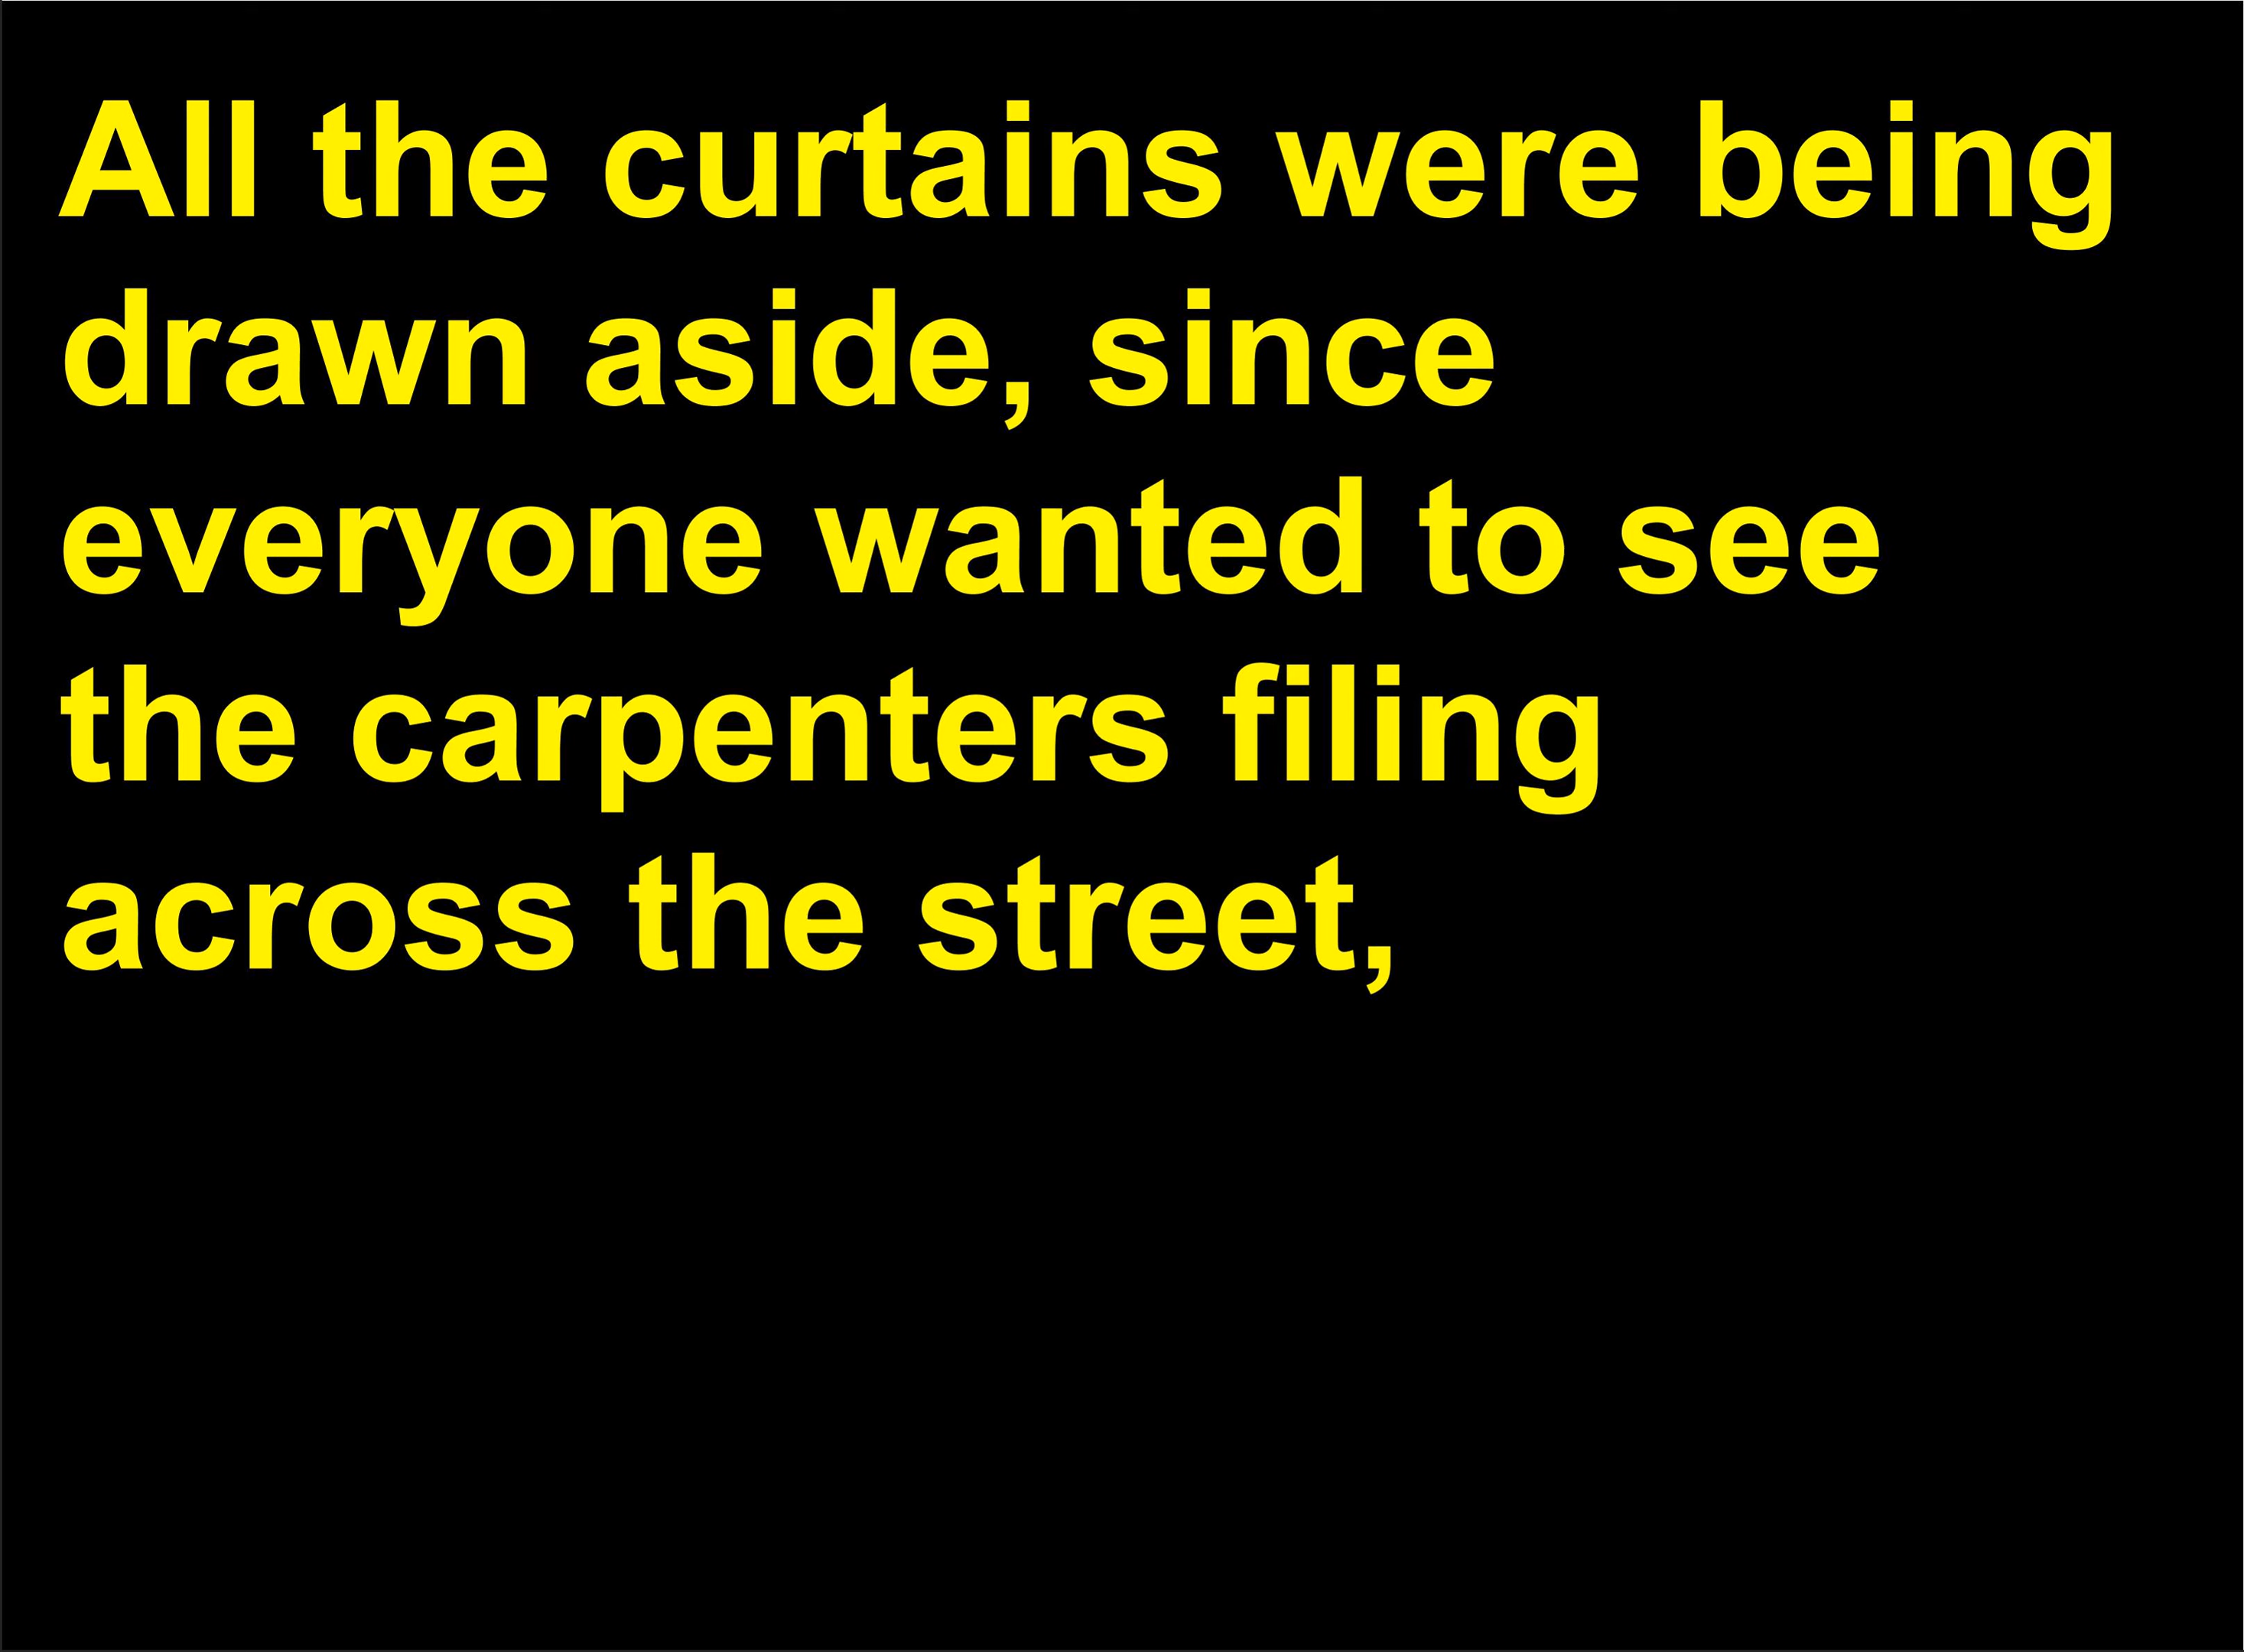 All the curtains were being
drawn aside, since
everyone wanted to see
the carpenters filing
across the street,